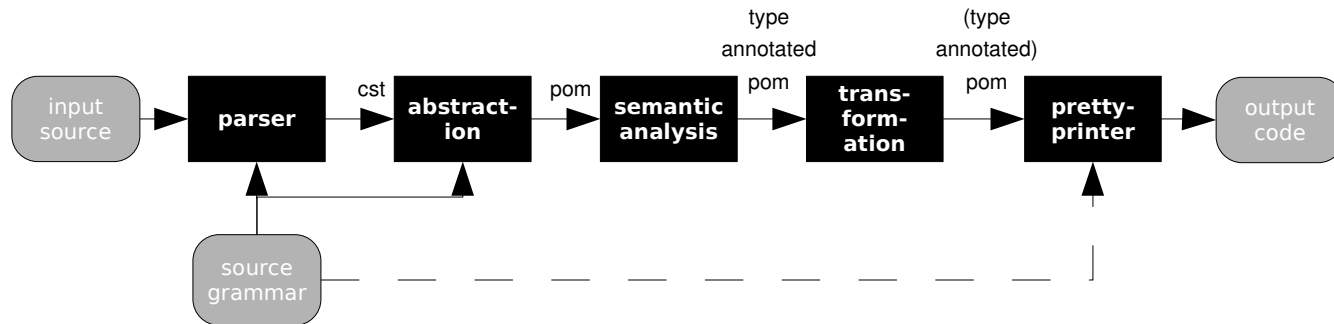 type
annotated
pom
(type
annotated)
pom
input
source
parser
cst
abstract-
ion
pom
semantic
analysis
trans-
form-
ation
pretty-
printer
output
code
source
grammar